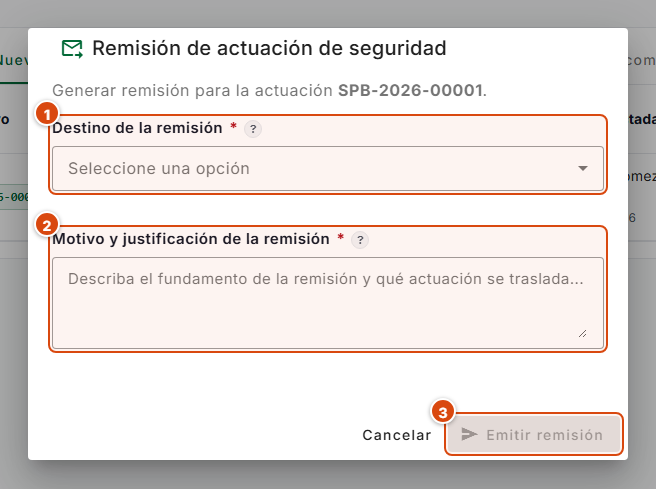 Remisión de actuación de seguridad
Generar remisión para la actuación SPB-2026-00001.
1
Destino de la remisión * ?
Seleccione una opción
2
Motivo y justificación de la remisión * ?
Describa el fundamento de la remisión y qué actuación se traslada...
3
Cancelar
Emitir remisión